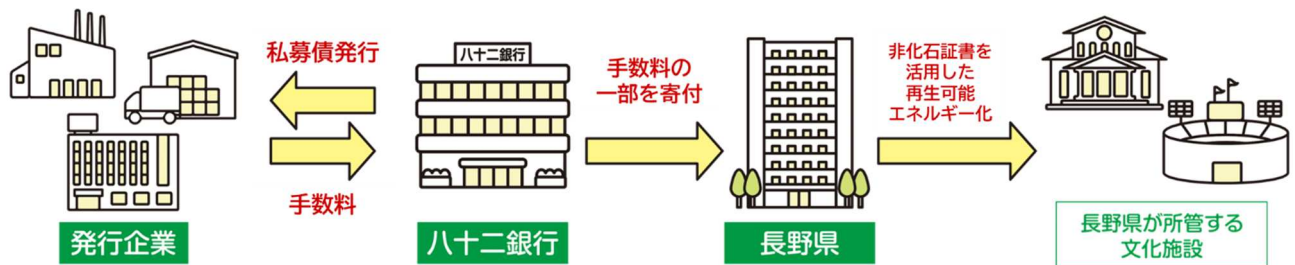 私募債発行
手数料
八十二銀行
手数料の
一部を寄付
非化石証書を
活用した
再生可能
エネルギー化
発行企業
八十二銀行
長野県
長野県が所管する
文化施設